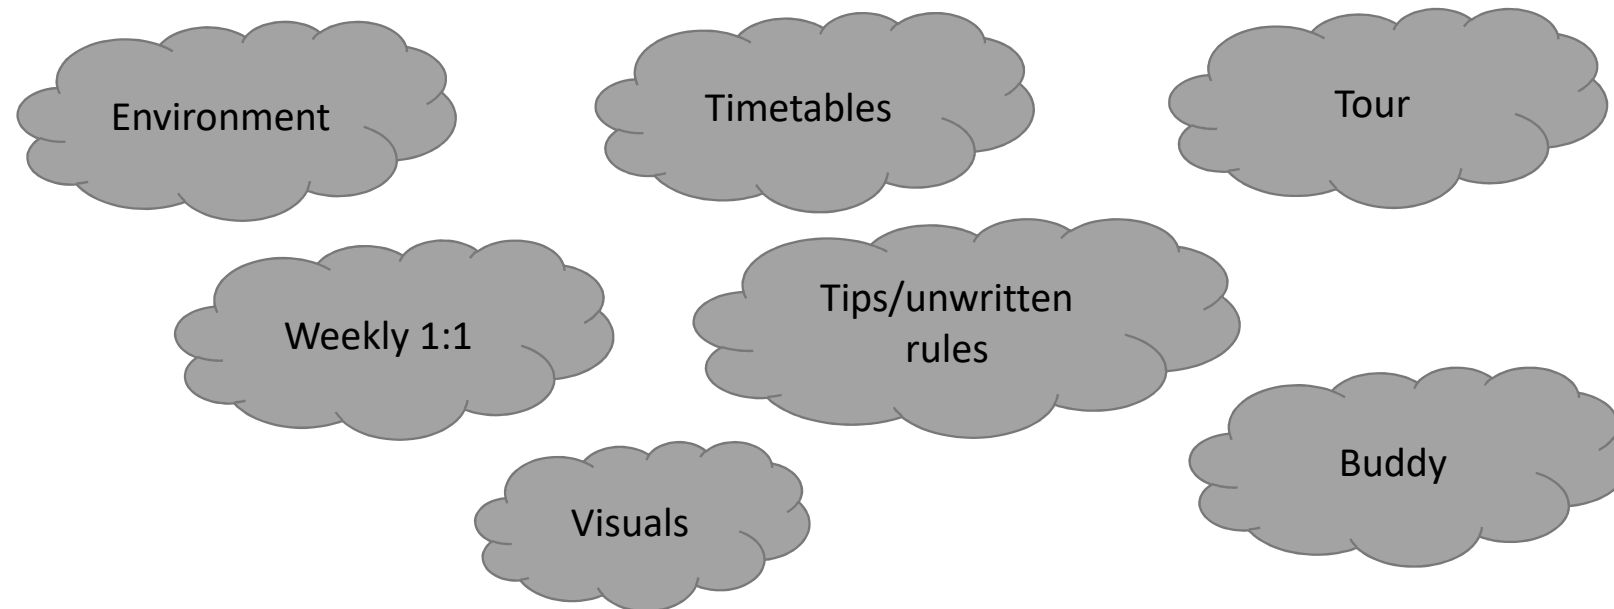 Environment
Timetables
Tour
Weekly 1:1
Tips/unwritten
rules
Buddy
Visuals